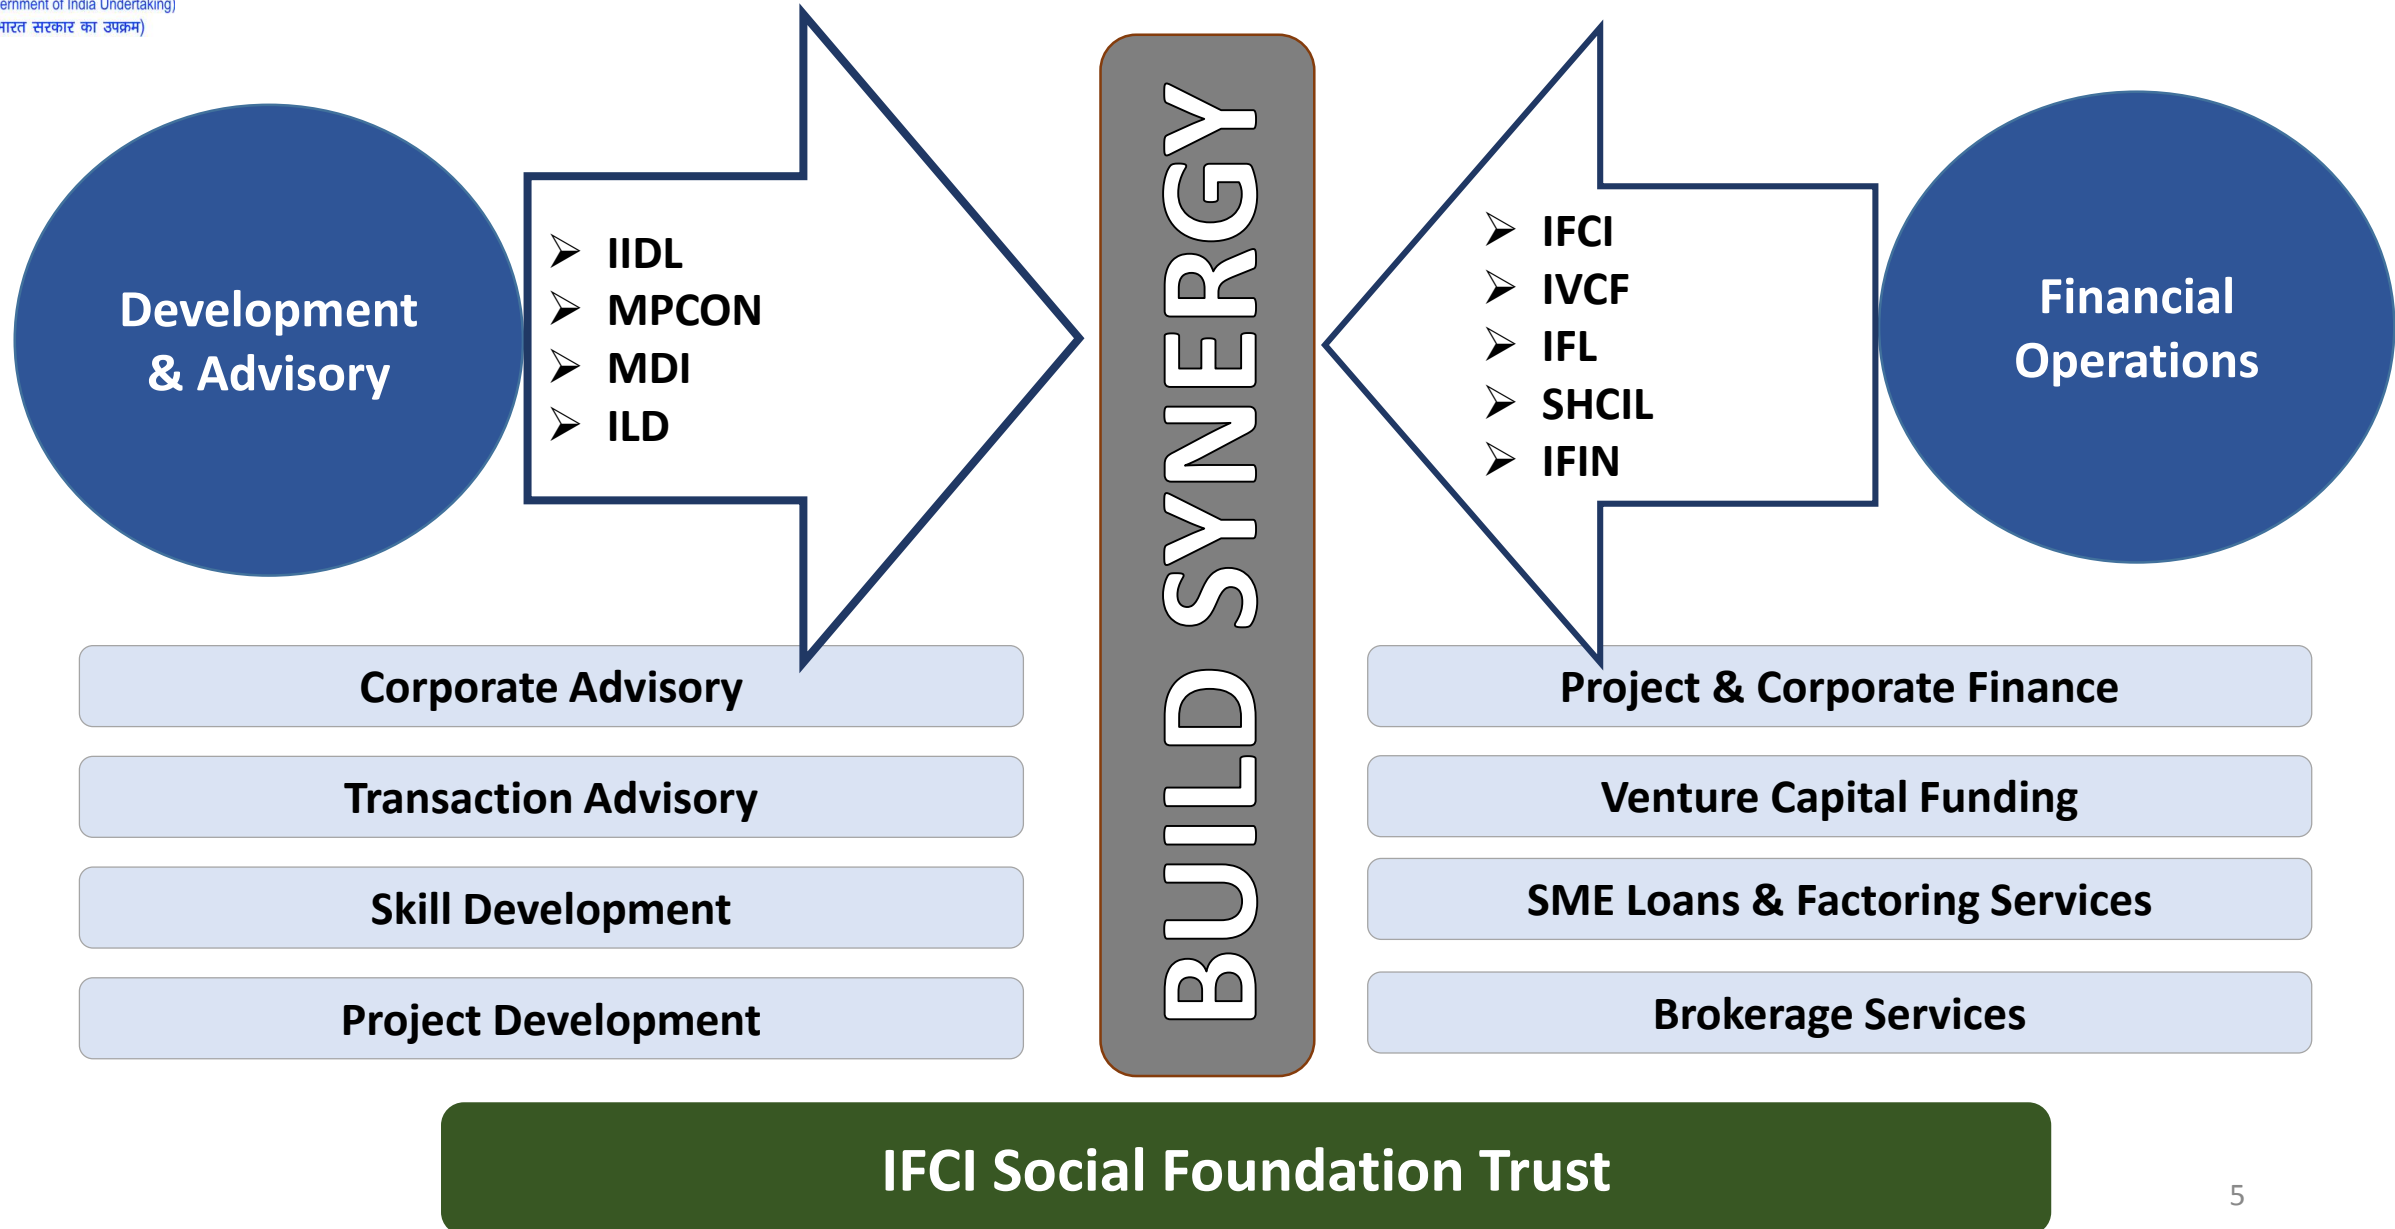 Government of India Undertaking)
भारत सरकार का उपक्रम)
Development
& Advisory
➢ IIDL
➢ MPCON
➢ MDI
➢ ILD
BUILD SYNERGY
➢ IFCI
➢ IVCF
➢ IFL
➢ SHCIL
➢ IFIN
Financial
Operations
Corporate Advisory
Transaction Advisory
Skill Development
Project Development
Project & Corporate Finance
Venture Capital Funding
SME Loans & Factoring Services
Brokerage Services
IFCI Social Foundation Trust
5